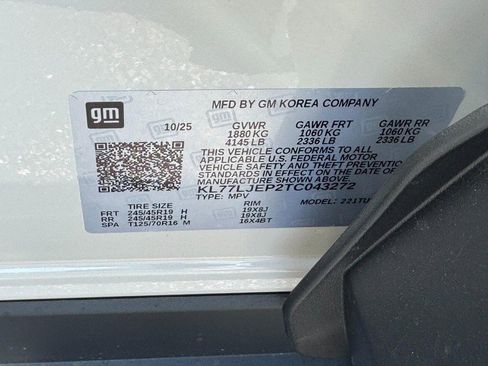 MFD BY GM KOREA COMPANY
gm
10/25 GVWR GAWR FRT GAWR RR
1880 KG 1060 KG 1060 KG
4145 LB 2336 LB 2336 LB
THIS VEHICLE CONFORMS TO ALL
APPLICABLE U.S. FEDERAL MOTOR
VEHICLE SAFETY AND THEFT PREVENTION
STANDARDS IN EFFECT ON THE DATE OF
MANUFACTURE SHOWN ABOVE.
KL77LJEP2TC043272
TYPE: MPV MODEL: 221TU
TIRE SIZE RIM
FRT 245/45R19 H 19X8J
RR 245/45R19 H 19X8J
SPA T125/70R16 M 16X4BT